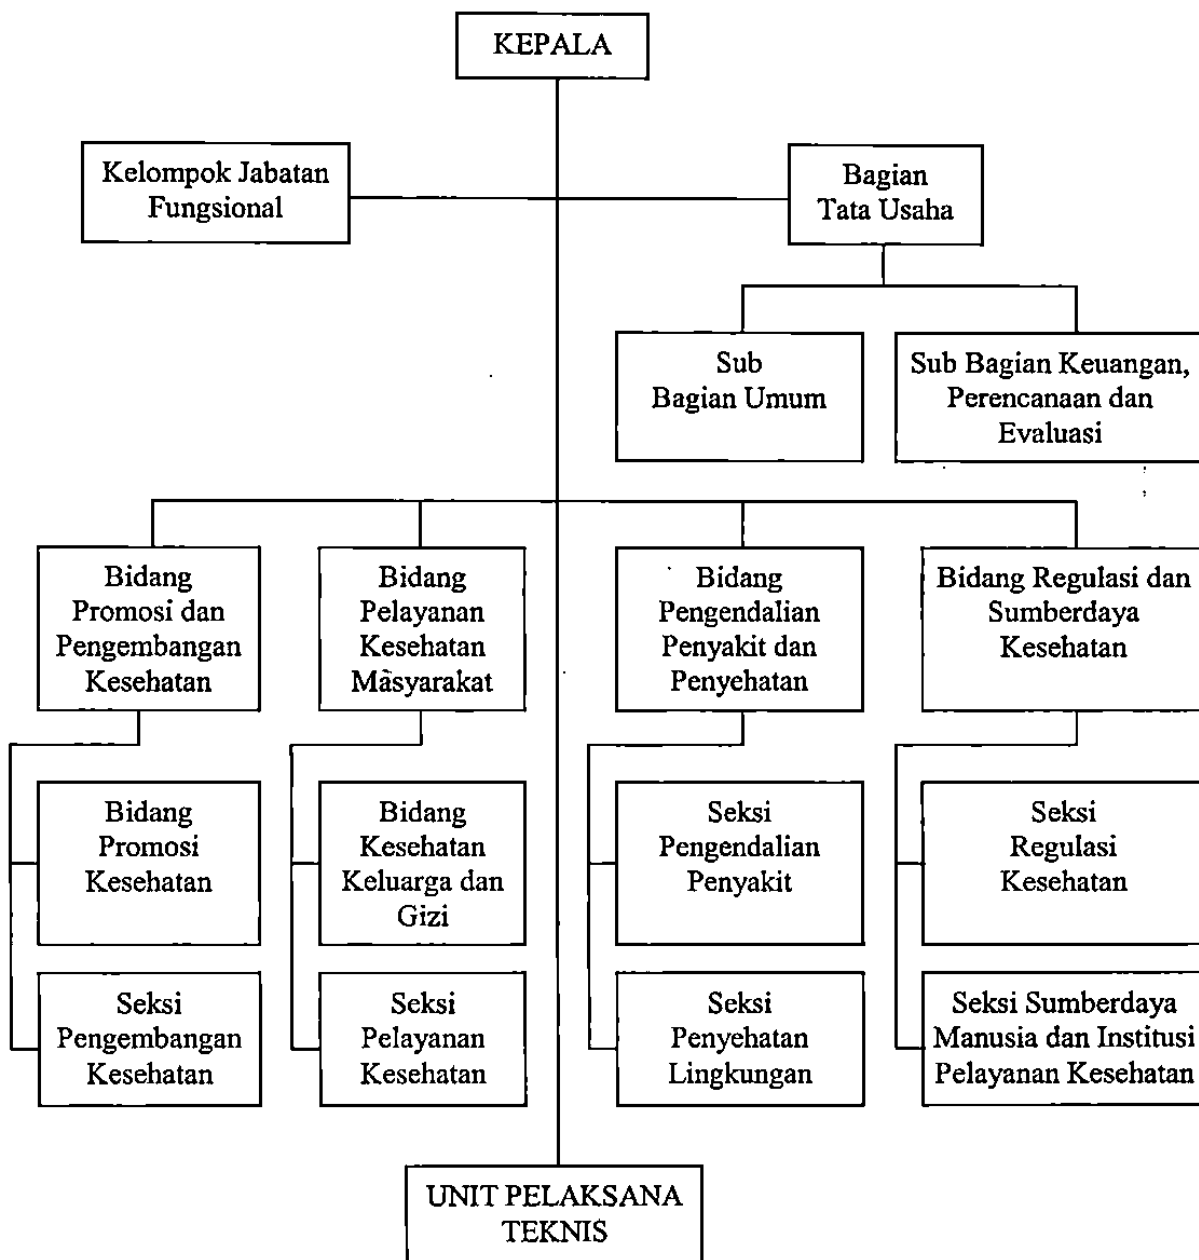 KEPALA
Kelompok Jabatan
Fungsional
Bagian
Tata Usaha
Sub
Bagian Umum
Sub Bagian Keuangan,
Perencanaan dan
Evaluasi
Bidang
Promosi dan
Pengembangan
Kesehatan
Bidang
Pelayanan
Kesehatan
Masyarakat
Bidang
Pengendalian
Penyakit dan
Penyehatan
Bidang Regulasi dan
Sumberdaya
Kesehatan
Bidang
Promosi
Kesehatan
Bidang
Kesehatan
Keluarga dan
Gizi
Seksi
Pengendalian
Penyakit
Seksi
Regulasi
Kesehatan
Seksi
Pengembangan
Kesehatan
Seksi
Pelayanan
Kesehatan
Seksi
Penyehatan
Lingkungan
Seksi Sumberdaya
Manusia dan Institusi
Pelayanan Kesehatan
UNIT PELAKSANA
TEKNIS